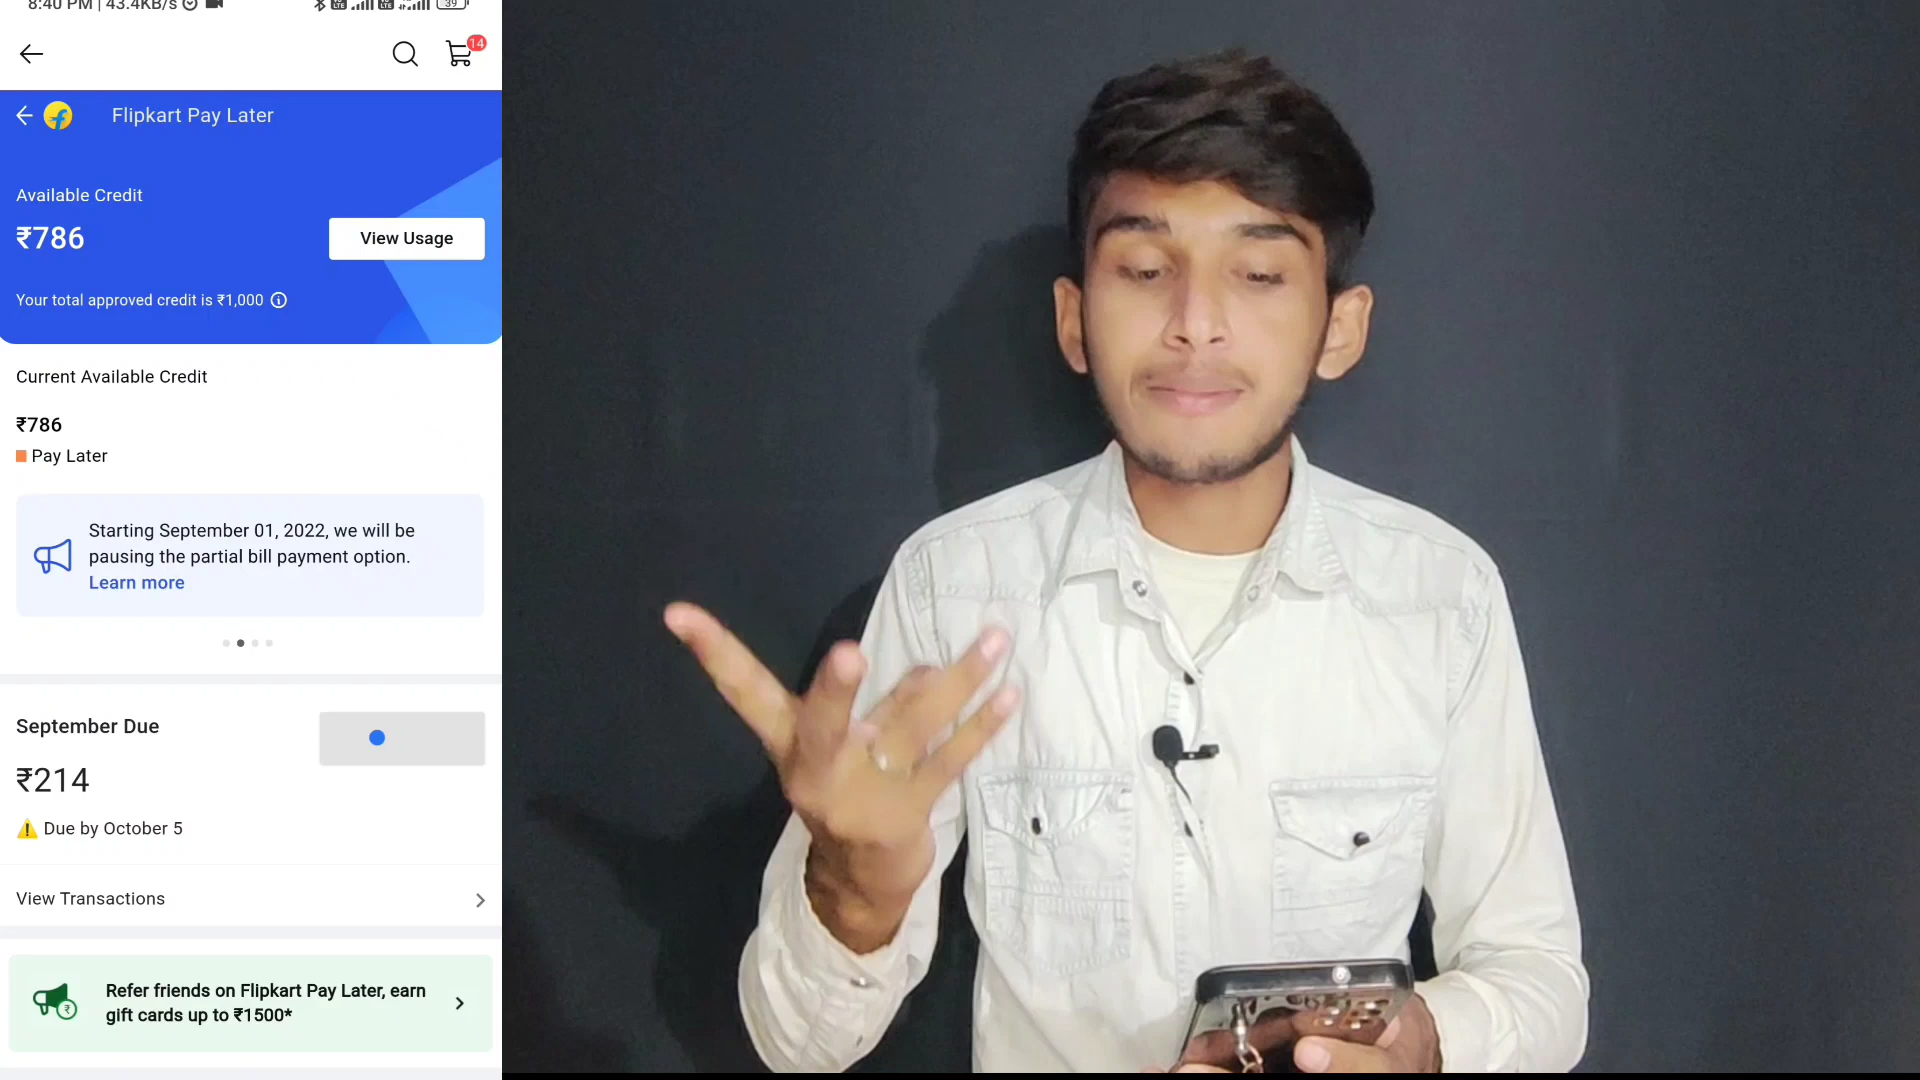 8:40 PM | 43.4KB/s
39
14
Flipkart Pay Later
Available Credit
₹786
View Usage
Your total approved credit is ₹1,000
Current Available Credit
₹786
Pay Later
Starting September 01, 2022, we will be
pausing the partial bill payment option.
Learn more
September Due
₹214
Due by October 5
View Transactions
Refer friends on Flipkart Pay Later, earn
gift cards up to ₹1500*